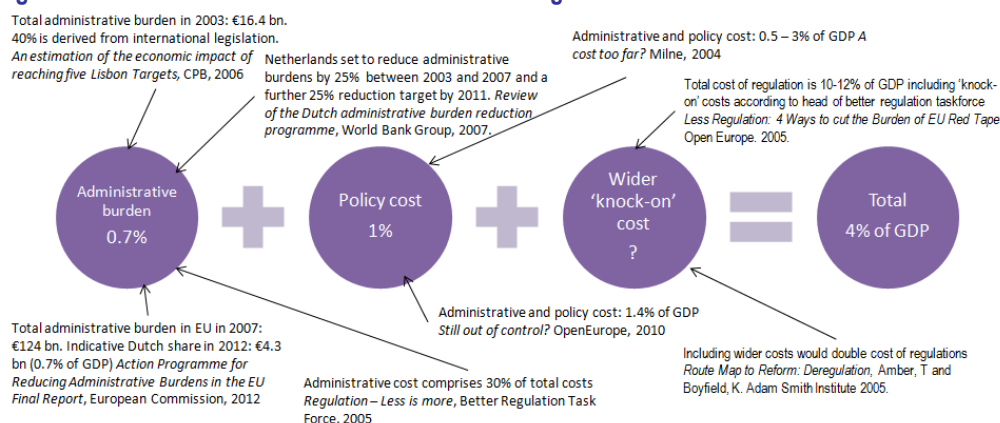 Total administrative burden in 2003: €16.4 bn.
40% is derived from international legislation.
An estimation of the economic impact of
reaching five Lisbon Targets, CPB, 2006
Netherlands set to reduce administrative
burdens by 25% between 2003 and 2007 and a
further 25% reduction target by 2011. Review
of the Dutch administrative burden reduction
programme, World Bank Group, 2007.
Administrative and policy cost: 0.5 – 3% of GDP A
cost too far? Milne, 2004
Total cost of regulation is 10-12% of GDP including ‘knock-
on’ costs according to head of better regulation taskforce
Less Regulation: 4 Ways to cut the Burden of EU Red Tape
Open Europe. 2005.
Administrative
burden
0.7%
Policy cost
1%
Wider
‘knock-on’
cost
?
Total
4% of GDP
Total administrative burden in EU in 2007:
€124 bn. Indicative Dutch share in 2012: €4.3
bn (0.7% of GDP) Action Programme for
Reducing Administrative Burdens in the EU
Final Report, European Commission, 2012
Administrative cost comprises 30% of total costs
Regulation – Less is more, Better Regulation Task
Force, 2005
Administrative and policy cost: 1.4% of GDP
Still out of control? OpenEurope, 2010
Including wider costs would double cost of regulations
Route Map to Reform: Deregulation, Amber, T and
Boyfield, K. Adam Smith Institute 2005.